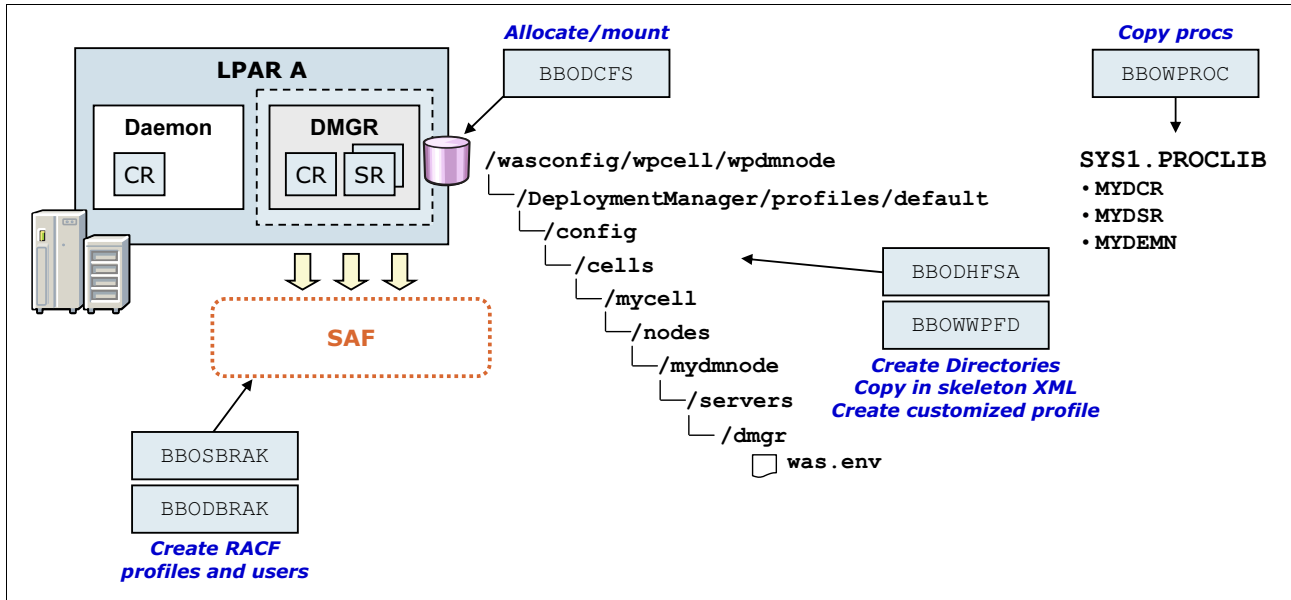 Allocate/mount
BBODCFS
Copy procs
BBOWPROC
LPAR A
Daemon
CR
DMGR
CR
SR
/wasconfig/wpcell/wpdmnode
/DeploymentManager/profiles/default
/config
/cells
/mycell
/nodes
/mydmnode
/servers
/dmgr
was.env
SYS1.PROCLIB
• MYDCR
• MYDSR
• MYDEMN
BBODHFSA
BBOWWPFD
Create Directories
Copy in skeleton XML
Create customized profile
SAF
BBOSBRAK
BBODBRAK
Create RACF
profiles and users